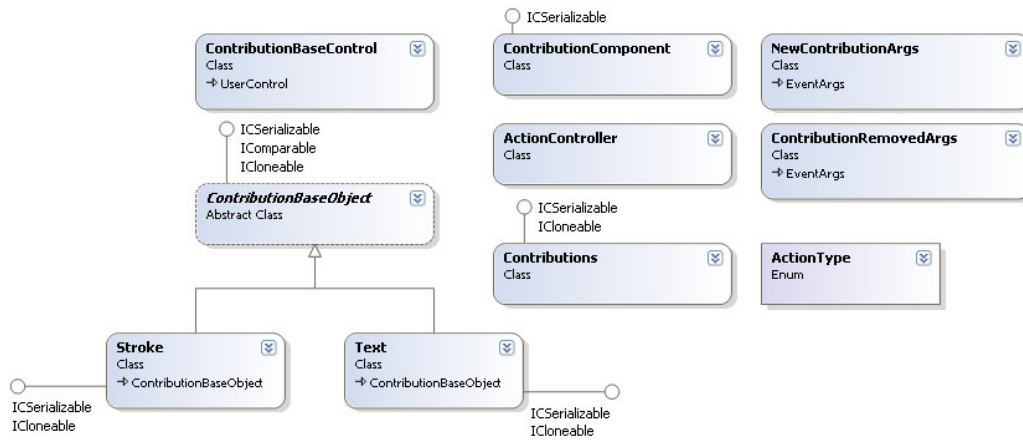 ICSerializable
ContributionBaseControl
Class
UserControl
ContributionComponent
Class
NewContributionArgs
Class
EventArgs
ICSerializable
IComparable
ICloneable
ActionController
Class
ContributionRemovedArgs
Class
EventArgs
ContributionBaseObject
Abstract Class
ICSerializable
ICloneable
Contributions
Class
ActionType
Enum
Stroke
Class
ContributionBaseObject
Text
Class
ContributionBaseObject
ICSerializable
ICloneable
ICSerializable
ICloneable